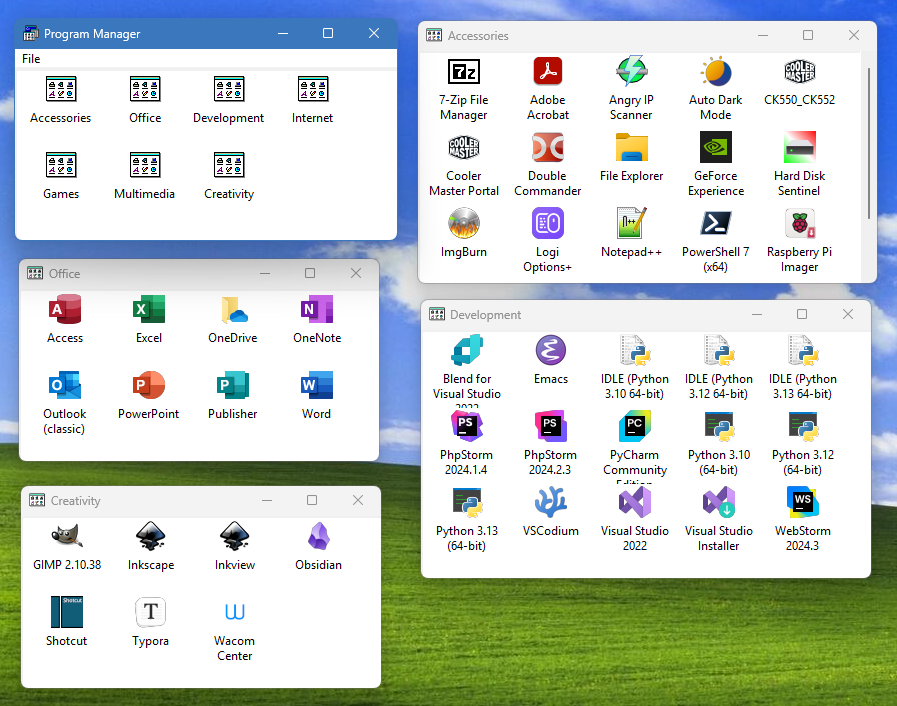 Program Manager
File
Accessories
Office
Development
Internet
Games
Multimedia
Creativity
Accessories
7z
7-Zip File
Manager
Adobe
Acrobat
Angry IP
Scanner
Auto Dark
Mode
COOLER
MASTER
CK550_CK552
COOLER
MASTER
Cooler
Master Portal
Double
Commander
File Explorer
GeForce
Experience
Hard Disk
Sentinel
ImgBurn
Logi
Options+
N++
Notepad++
PowerShell 7
(x64)
Raspberry Pi
Imager
Office
A
Access
X
Excel
OneDrive
N
OneNote
O
Outlook
(classic)
P
PowerPoint
P
Publisher
W
Word
Development
Blend for
Visual Studio
2022
Emacs
IDLE (Python
3.10 64-bit)
IDLE (Python
3.12 64-bit)
IDLE (Python
3.13 64-bit)
PS
PhpStorm
2024.1.4
PS
PhpStorm
2024.2.3
PC
PyCharm
Community
Edition
Python 3.10
(64-bit)
Python 3.12
(64-bit)
Python 3.13
(64-bit)
VSCodium
Visual Studio
2022
Visual Studio
Installer
WS
WebStorm
2024.3
Creativity
GIMP 2.10.38
Inkscape
Inkview
Obsidian
Shotcut
Shotcut
T
Typora
W
Wacom
Center